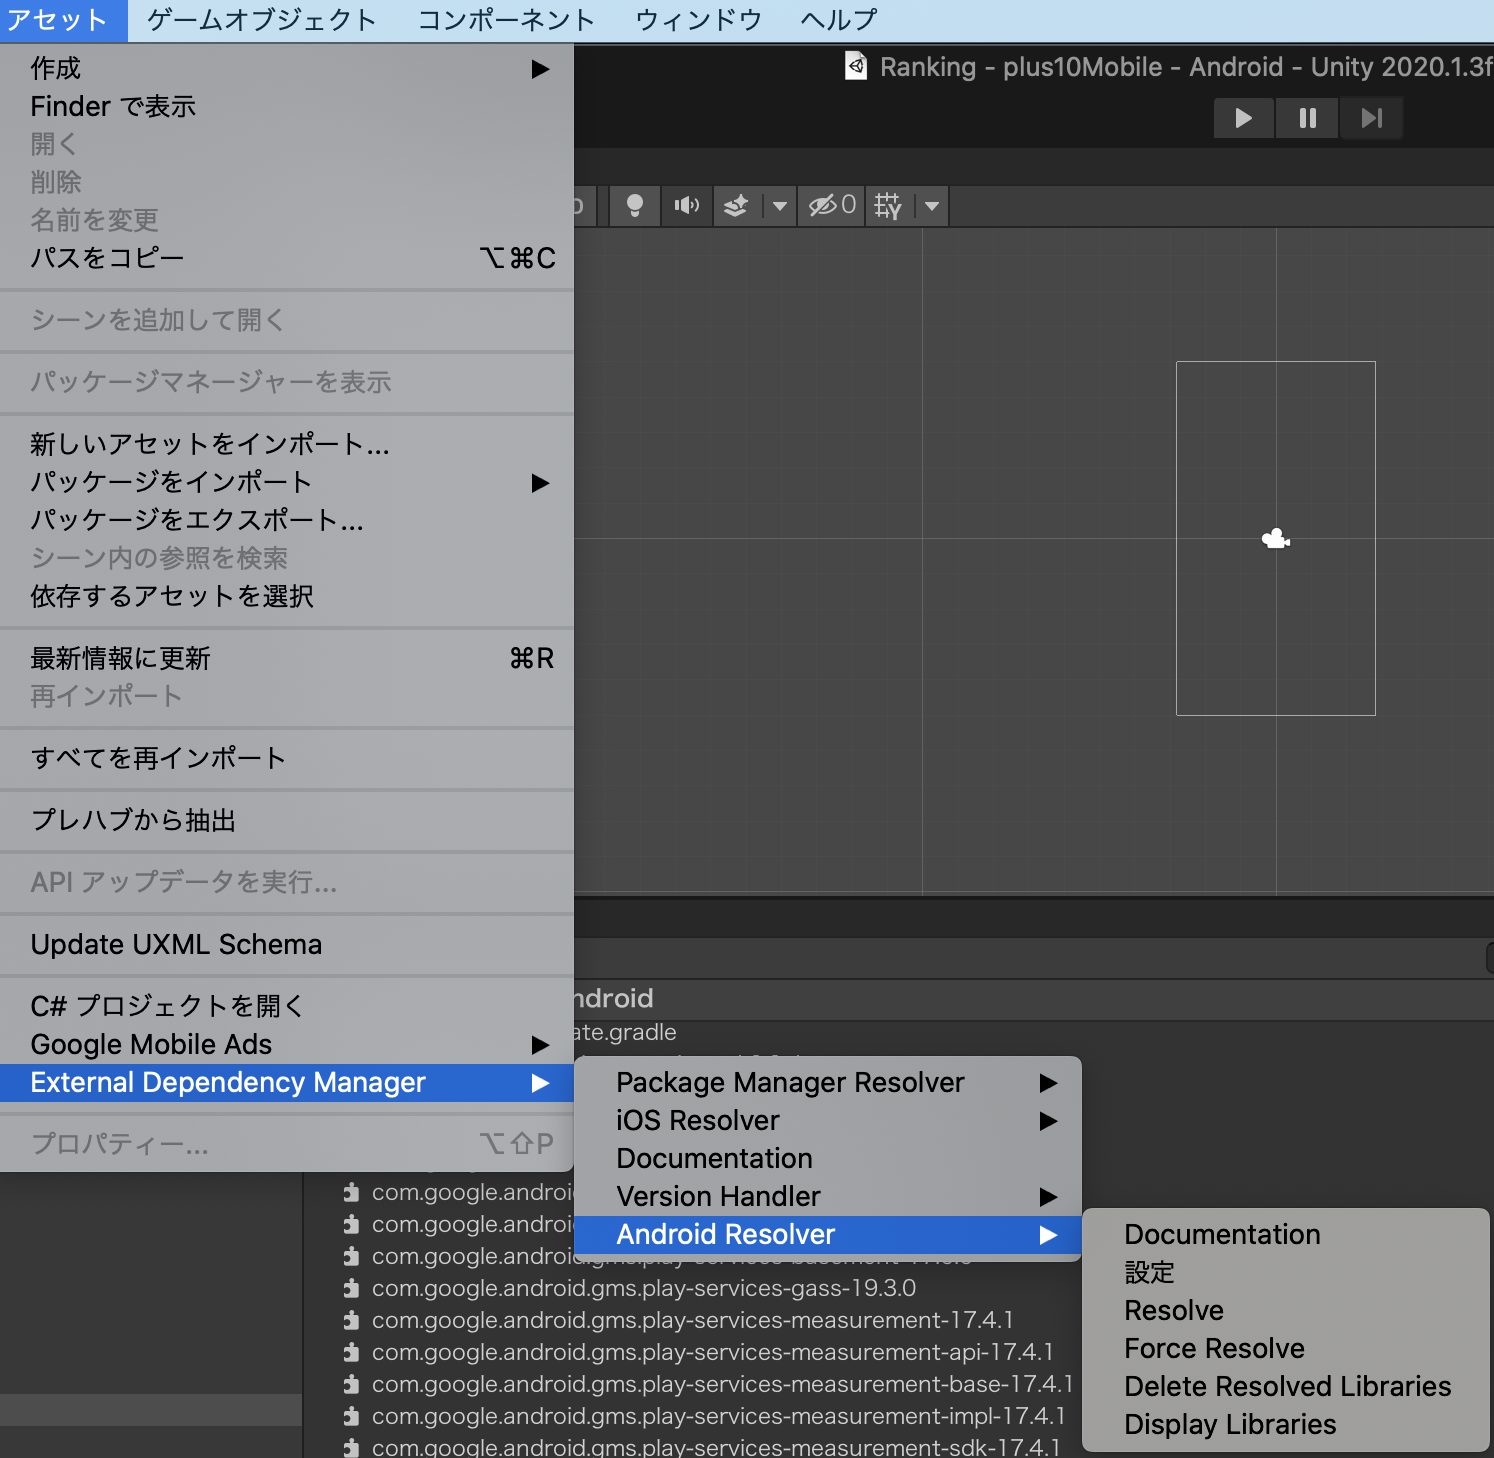 アセット ゲームオブジェクト コンポーネント ウィンドウ ヘルプ
Ranking - plus10Mobile - Android - Unity 2020.1.3f
作成
Finder で表示
開く
削除
名前を変更
パスをコピー ⌥⌘C
シーンを追加して開く
パッケージマネージャーを表示
新しいアセットをインポート...
パッケージをインポート
パッケージをエクスポート...
シーン内の参照を検索
依存するアセットを選択
最新情報に更新 ⌘R
再インポート
すべてを再インポート
プレハブから抽出
API アップデータを実行...
Update UXML Schema
C# プロジェクトを開く
Google Mobile Ads
External Dependency Manager
プロパティー... ⌥⇧P
0
ndroid
ate.gradle
Package Manager Resolver
iOS Resolver
Documentation
Version Handler
Android Resolver
Documentation
設定
Resolve
Force Resolve
Delete Resolved Libraries
Display Libraries
com.google.androi
com.google.androi
com.google.android
com.google.android.gms.play-services-gass-19.3.0
com.google.android.gms.play-services-measurement-17.4.1
com.google.android.gms.play-services-measurement-api-17.4.1
com.google.android.gms.play-services-measurement-base-17.4.1
com.google.android.gms.play-services-measurement-impl-17.4.1
com.google.android.gms.play-services-measurement-sdk-17.4.1